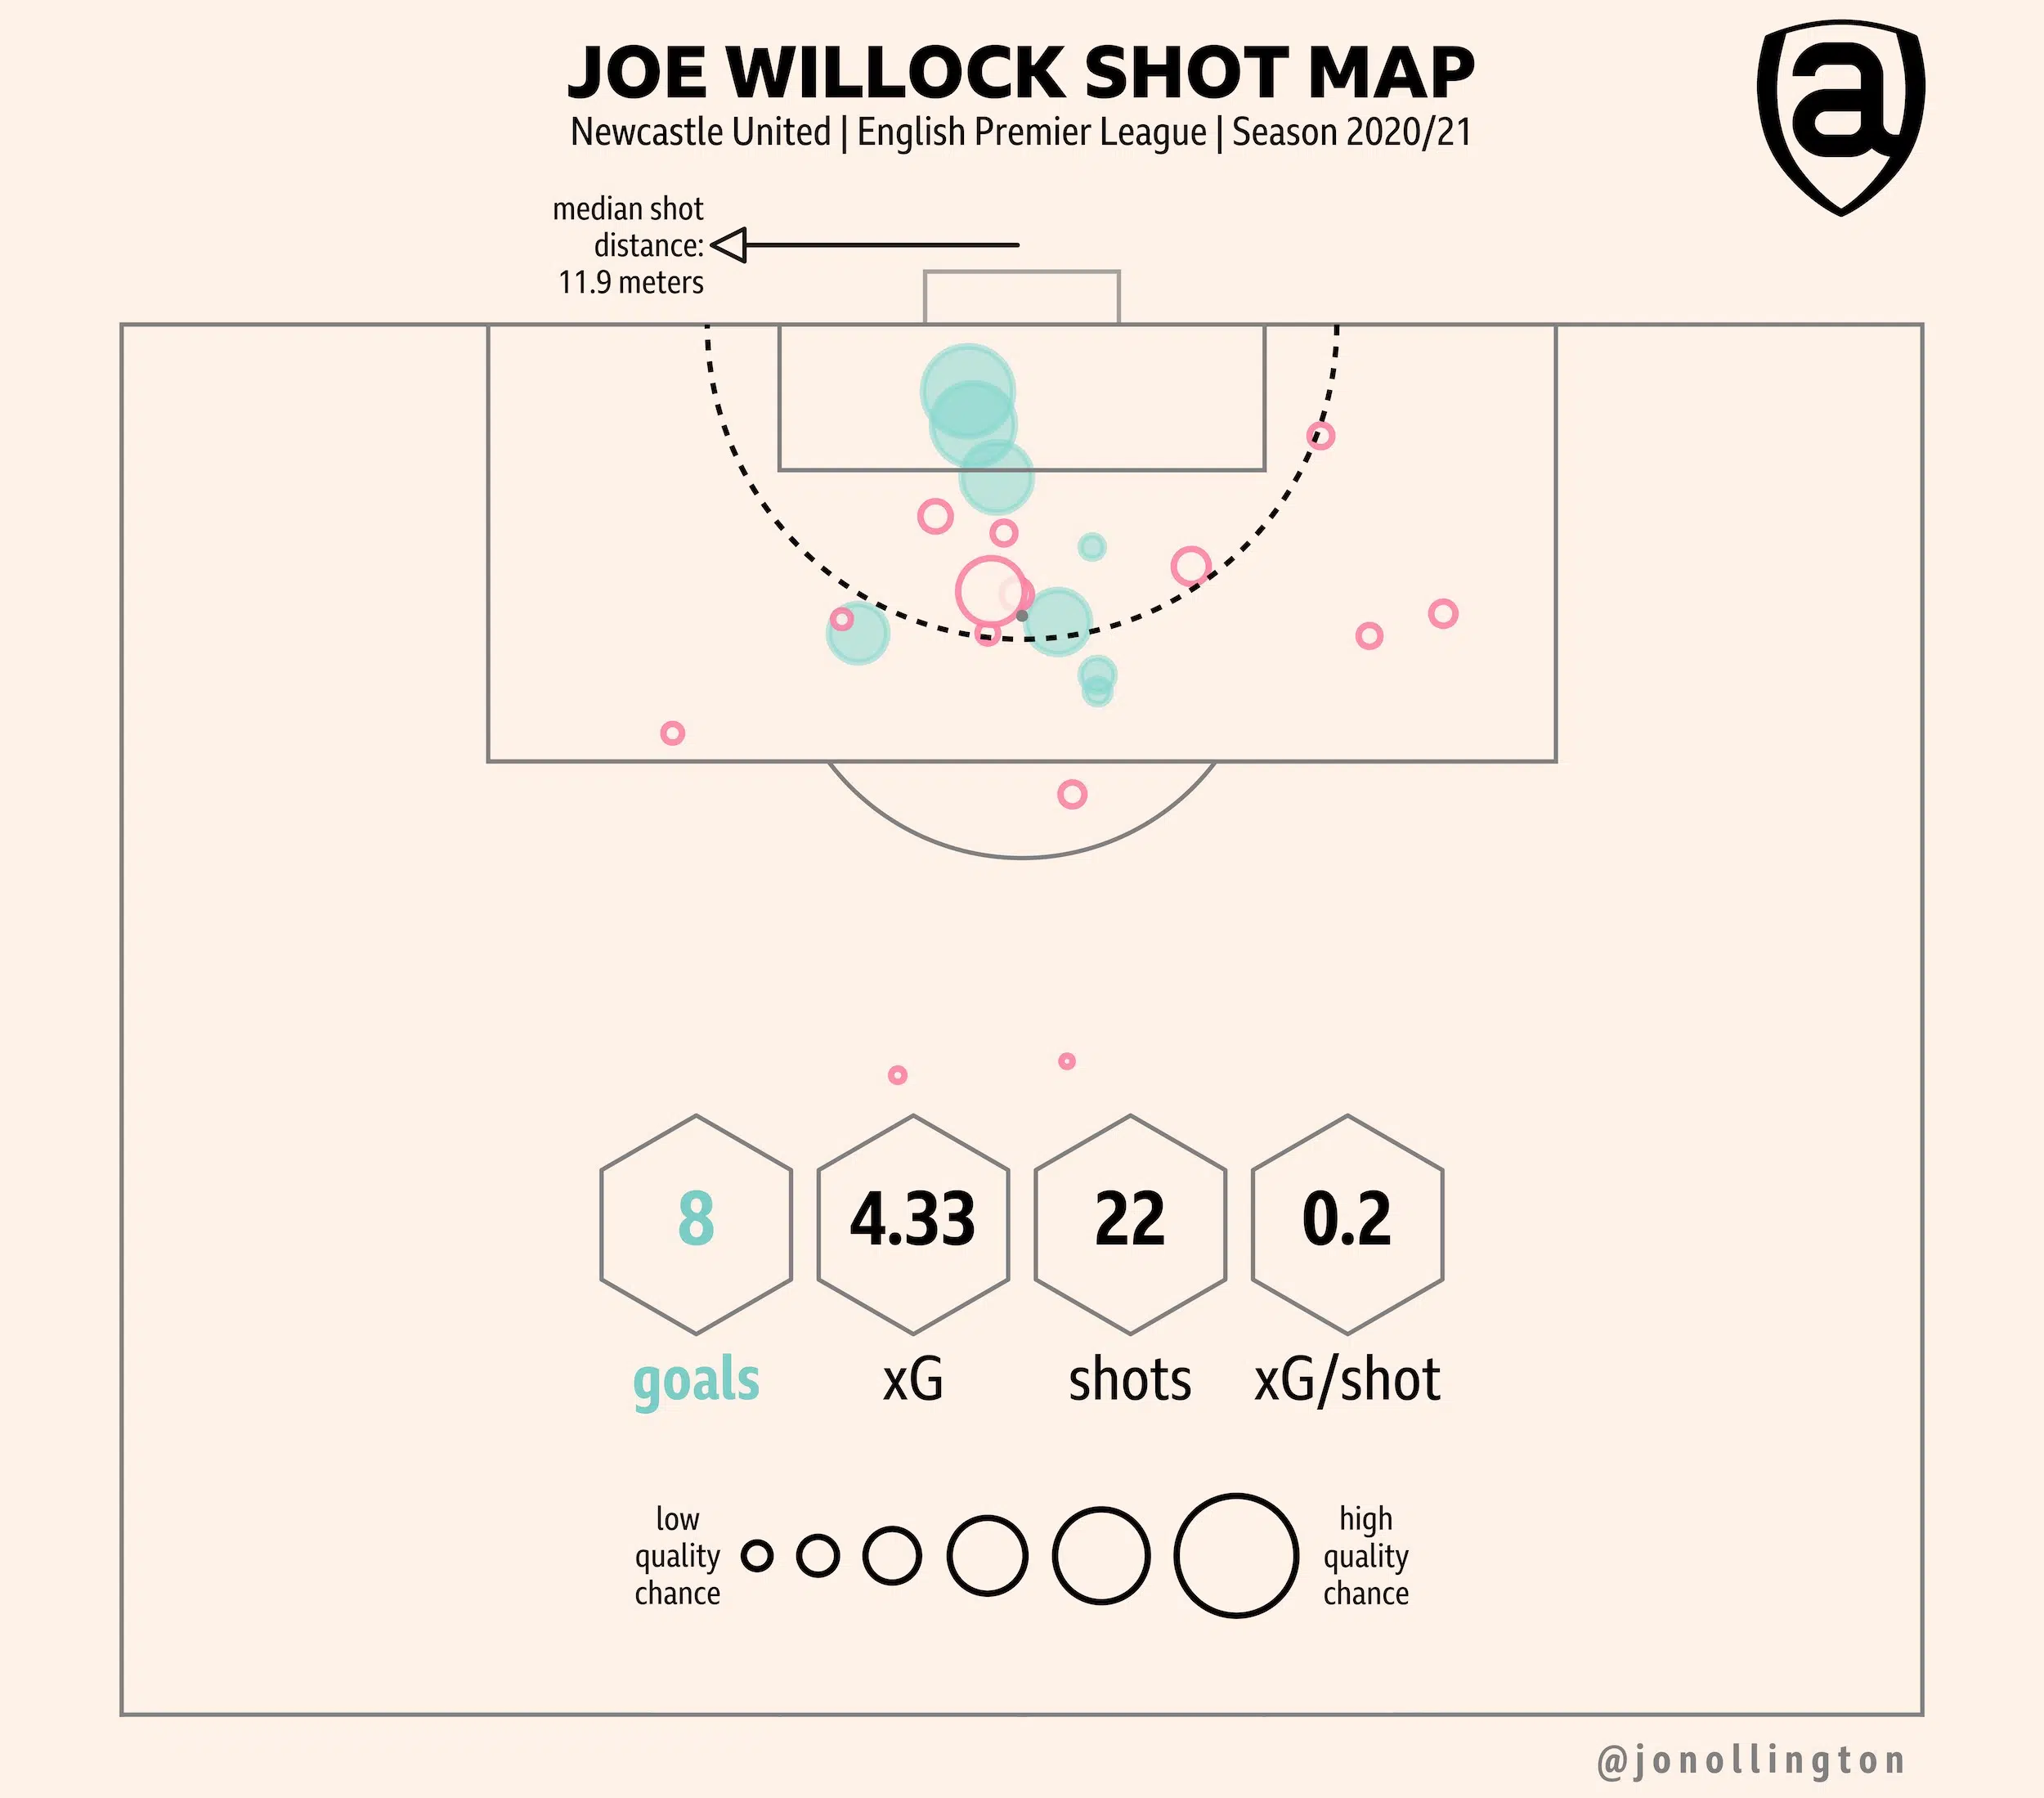 JOE WILLOCK SHOT MAP
Newcastle United | English Premier League | Season 2020/21
a
median shot
distance:
11.9 meters
8
4.33
22
0.2
goals
xG
shots
xG/shot
low
quality
chance
high
quality
chance
@jonollington